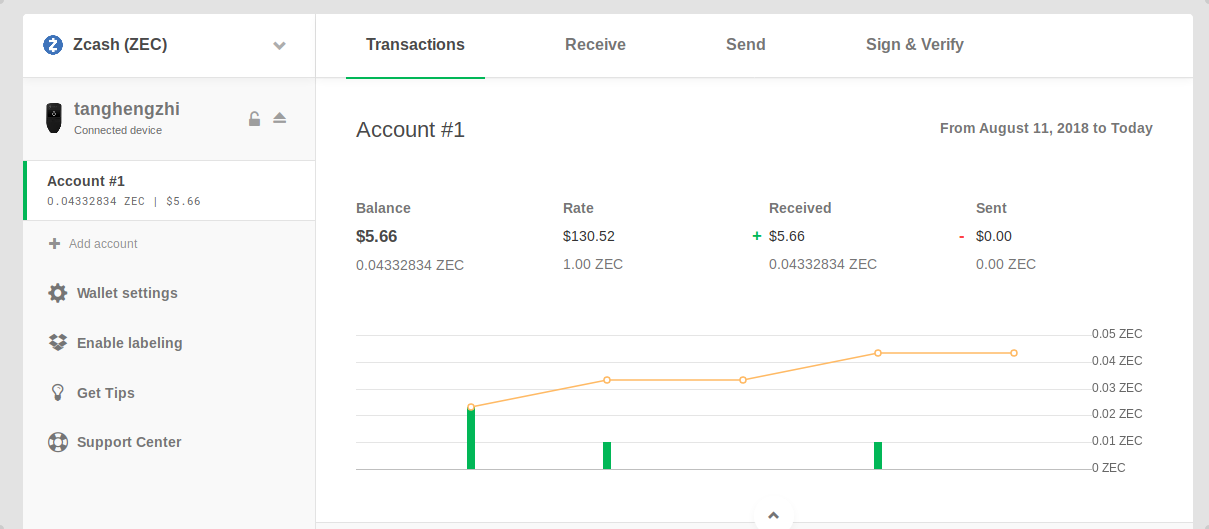 Zcash (ZEC)
Transactions
Receive
Send
Sign & Verify
tanghengzhi
Connected device
Account #1
0.04332834 ZEC | $5.66
Add account
Wallet settings
Enable labeling
Get Tips
Support Center
Account #1
From August 11, 2018 to Today
Balance
Rate
Received
Sent
$5.66
$130.52
+ $5.66
- $0.00
0.04332834 ZEC
1.00 ZEC
0.04332834 ZEC
0.00 ZEC
0.05 ZEC
0.04 ZEC
0.03 ZEC
0.02 ZEC
0.01 ZEC
0 ZEC